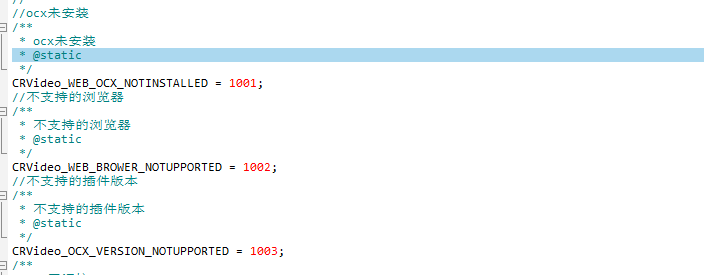 //
//ocx未安装
/**
* ocx未安装
* @static
*/
CRVideo_WEB_OCX_NOTINSTALLED = 1001;
//不支持的浏览器
/**
* 不支持的浏览器
* @static
*/
CRVideo_WEB_BROWER_NOTUPPORTED = 1002;
//不支持的插件版本
/**
* 不支持的插件版本
* @static
*/
CRVideo_OCX_VERSION_NOTUPPORTED = 1003;
/**